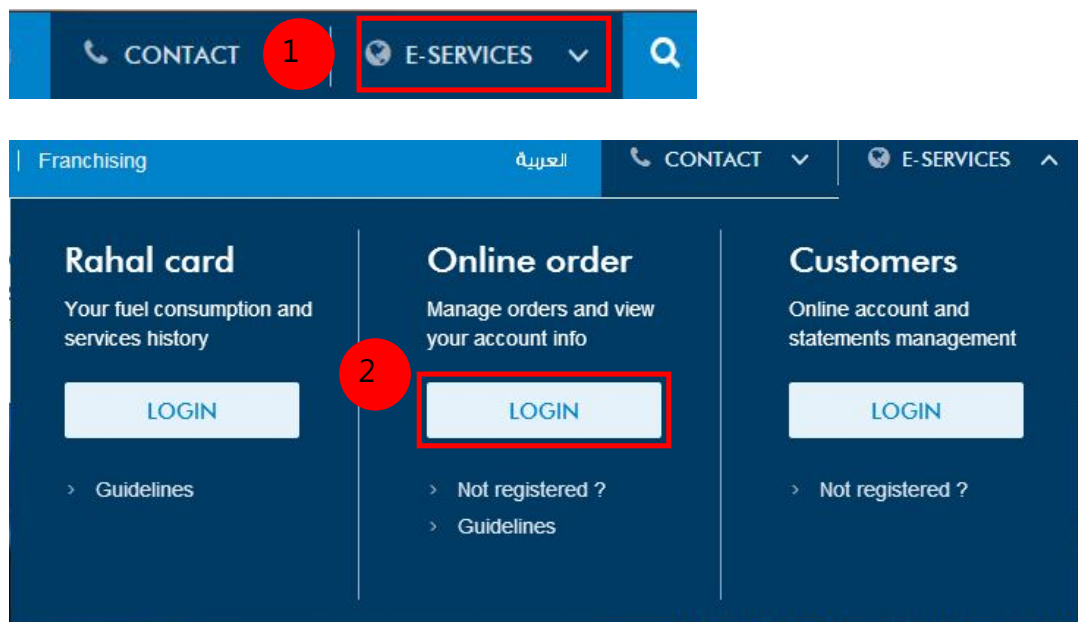 CONTACT
1
E-SERVICES
| Franchising
العربية
CONTACT
E-SERVICES
Rahal card
Your fuel consumption and
services history
LOGIN
> Guidelines
Online order
Manage orders and view
your account info
2
LOGIN
> Not registered ?
> Guidelines
Customers
Online account and
statements management
LOGIN
> Not registered ?